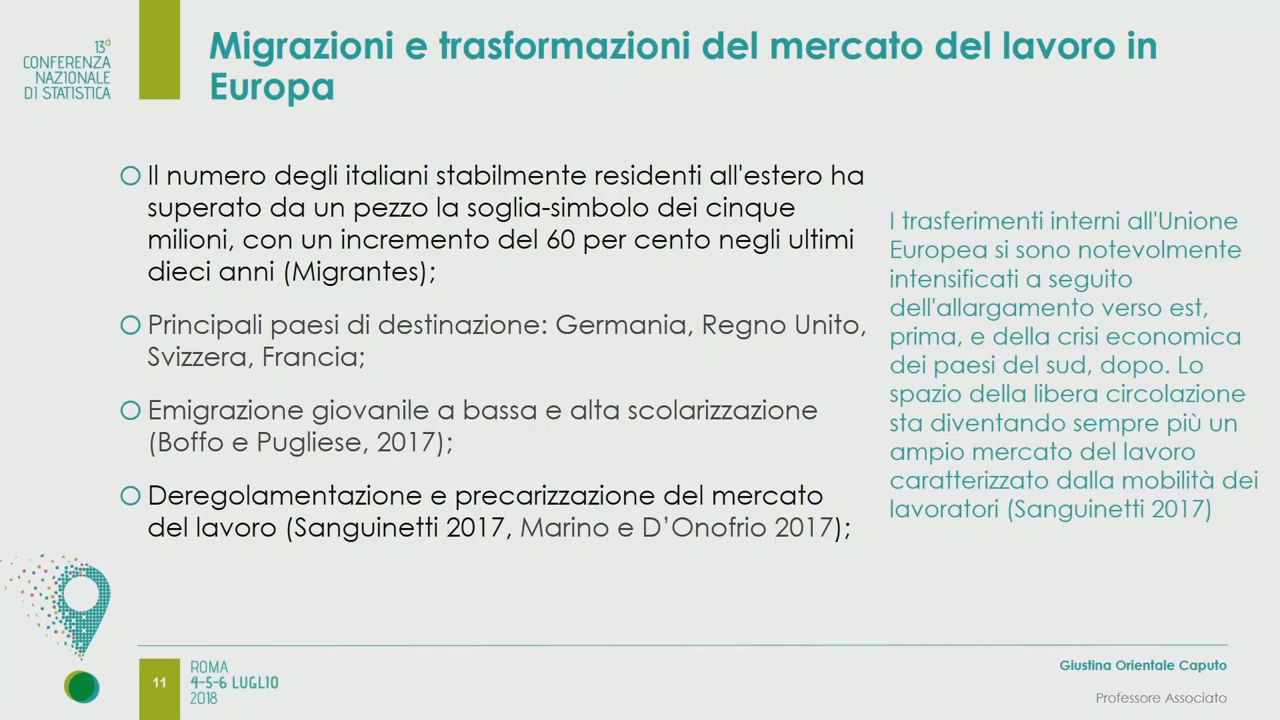 13ª
CONFERENZA
NAZIONALE
DI STATISTICA
Migrazioni e trasformazioni del mercato del lavoro in
Europa
Il numero degli italiani stabilmente residenti all'estero ha
superato da un pezzo la soglia-simbolo dei cinque
milioni, con un incremento del 60 per cento negli ultimi
dieci anni (Migrantes);
Principali paesi di destinazione: Germania, Regno Unito,
Svizzera, Francia;
Emigrazione giovanile a bassa e alta scolarizzazione
(Boffo e Pugliese, 2017);
Deregolamentazione e precarizzazione del mercato
del lavoro (Sanguinetti 2017, Marino e D’Onofrio 2017);
I trasferimenti interni all'Unione
Europea si sono notevolmente
intensificati a seguito
dell'allargamento verso est,
prima, e della crisi economica
dei paesi del sud, dopo. Lo
spazio della libera circolazione
sta diventando sempre più un
ampio mercato del lavoro
caratterizzato dalla mobilità dei
lavoratori (Sanguinetti 2017)
11
ROMA
4-5-6 LUGLIO
2018
Giustina Orientale Caputo
Professore Associato